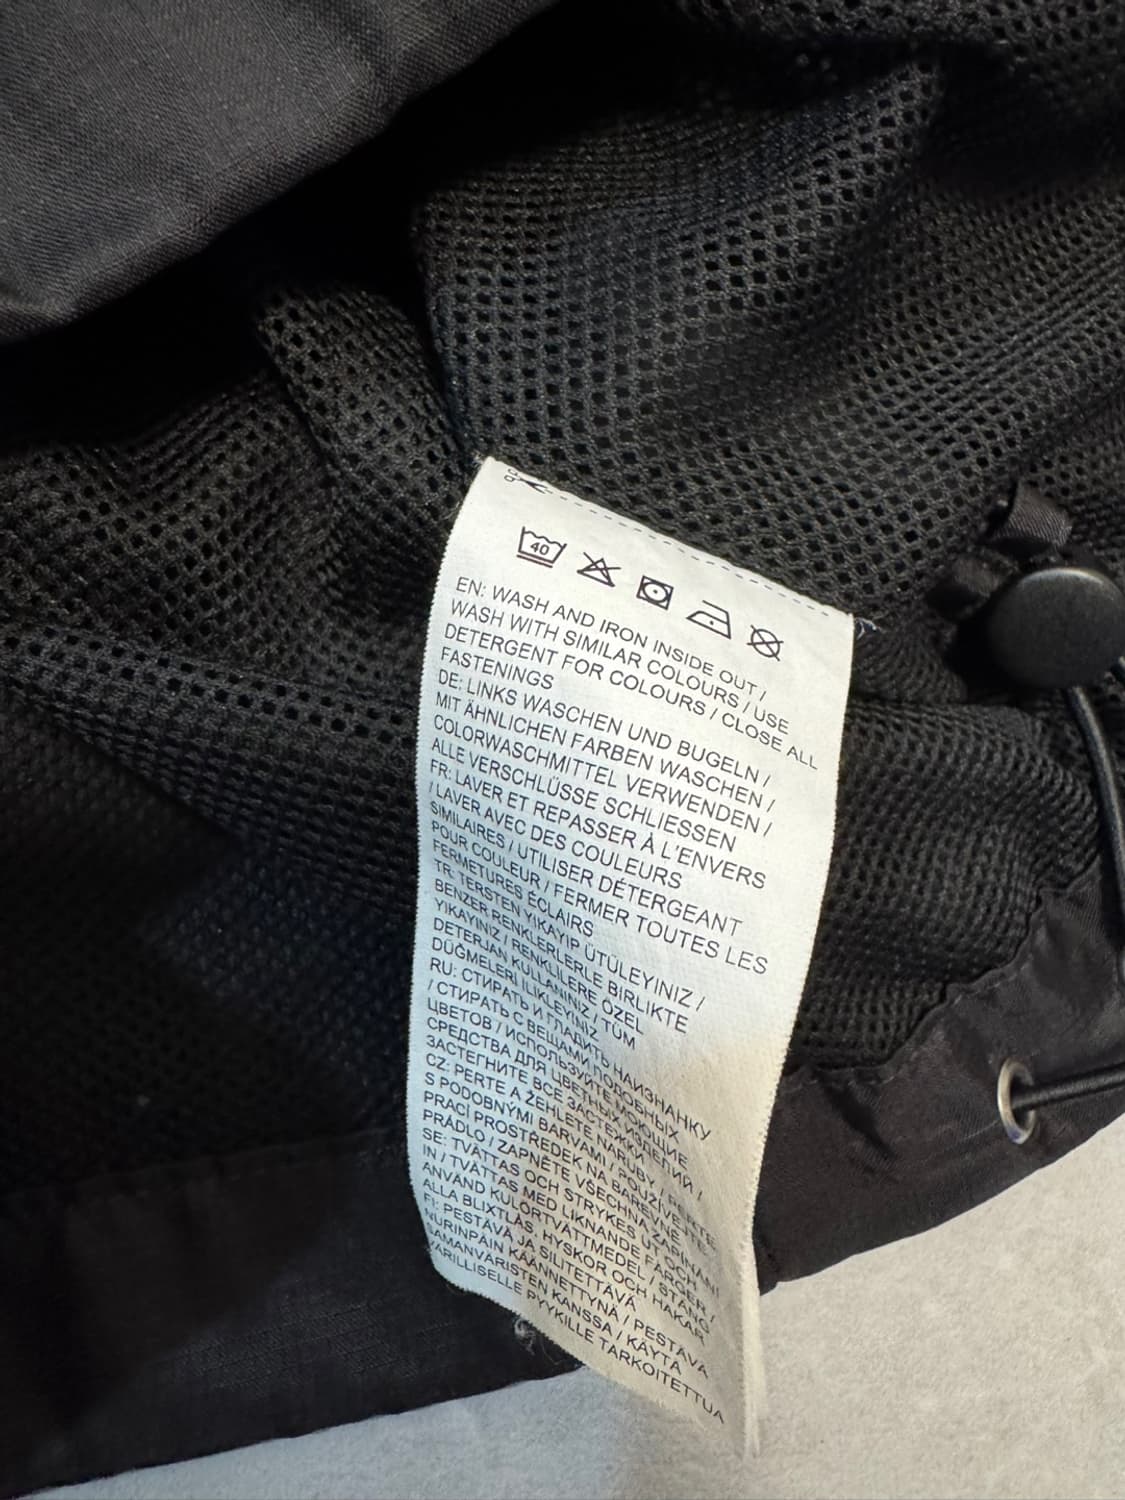 40
EN: WASH AND IRON INSIDE OUT /
WASH WITH SIMILAR COLOURS / USE
DETERGENT FOR COLOURS / CLOSE ALL
FASTENINGS
DE: LINKS WASCHEN UND BUGELN /
MIT ÄHNLICHEN FARBEN WASCHEN /
COLORWASCHMITTEL VERWENDEN /
ALLE VERSCHLÜSSE SCHLIESSEN
FR: LAVER ET REPASSER À L'ENVERS
/ LAVER AVEC DES COULEURS
SIMILAIRES / UTILISER DÉTERGEANT
POUR COULEUR / FERMER TOUTES LES
FERMETURES ÉCLAIRS
TR: TERSTEN YIKAYIP ÜTÜLEYINIZ /
BENZER RENKLERLERLE BIRLIKTE
YIKAYINIZ / RENKLILERE ÖZEL
DETERJAN KULLANINIZ / TÜM
DÜĞMELERI ILIKLEYINIZ
RU: СТИРАТЬ И ГЛАДИТЬ НАИЗНАНКУ
/ СТИРАТЬ С ВЕЩАМИ ПОДОБНЫХ
ЦВЕТОВ / ИСПОЛЬЗУЙТЕ МОЮЩИЕ
СРЕДСТВА ДЛЯ ЦВЕТНЫХ ИЗДЕЛИЙ /
ЗАСТЕГНИТЕ ВСЕ ЗАСТЕЖКИ
CZ: PERTE A ŽEHLETE NARUBY / PERTE
S PODOBNÝMI BARVAMI / POUŽIVEJTE
PRACÍ PROSTŘEDEK NA BAREVNÉ
PRÁDLO / ZAPNĚTE VŠECHNA ZAPÍNÁNÍ
SE: TVÄTTAS OCH STRYKES UT OCH
IN / TVÄTTAS MED LIKNANDE FÄRGER /
ANVÄND KULÖRTVÄTTMEDEL / STÄNG
ALLA BLIXTLÅS, HYSKOR OCH HAKAR
FI: PESTÄVÄ JA SILITETTÄVÄ
NURINPÄIN KÄÄNNETTYNÄ / PESTÄVÄ
SAMANVÄRISTEN KANSSA / KÄYTÄ
VÄRILLISELLE PYYKILLE TARKOITETTUA